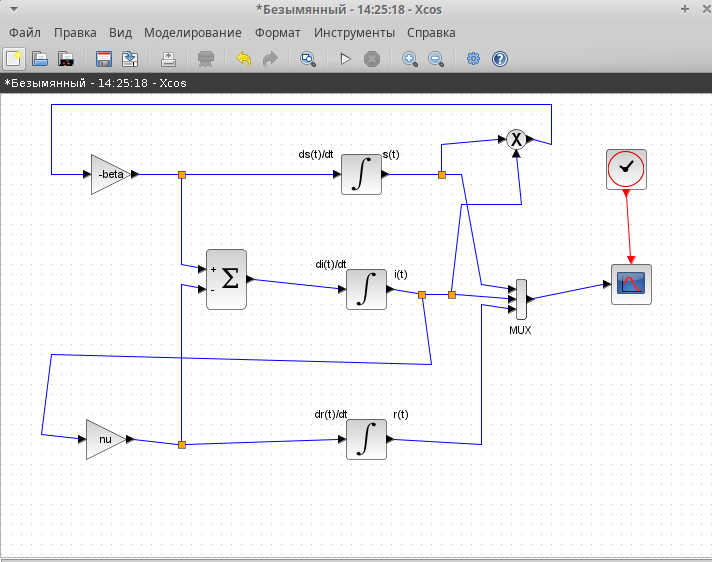 *Безымянный - 14:25:18 - Xcos
Файл Правка Вид Моделирование Формат Инструменты Справка
*Безымянный - 14:25:18 - Xcos
X
ds(t)/dt s(t)
-beta ∫
di(t)/dt i(t)
+
-
Σ ∫
MUX
dr(t)/dt r(t)
nu ∫